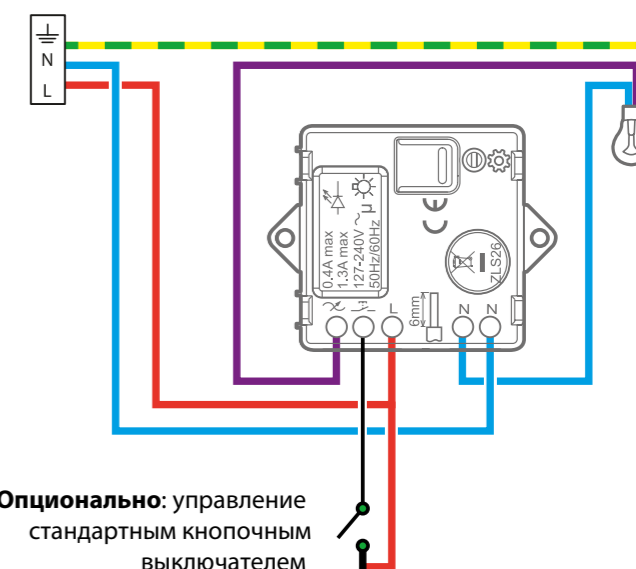 N
L
0.4A max
1.3A max
127-240V ~ µ
50Hz/60Hz
CE
ZLS26
6mm
L
N
N
Опционально: управление
стандартным кнопочным
выключателем